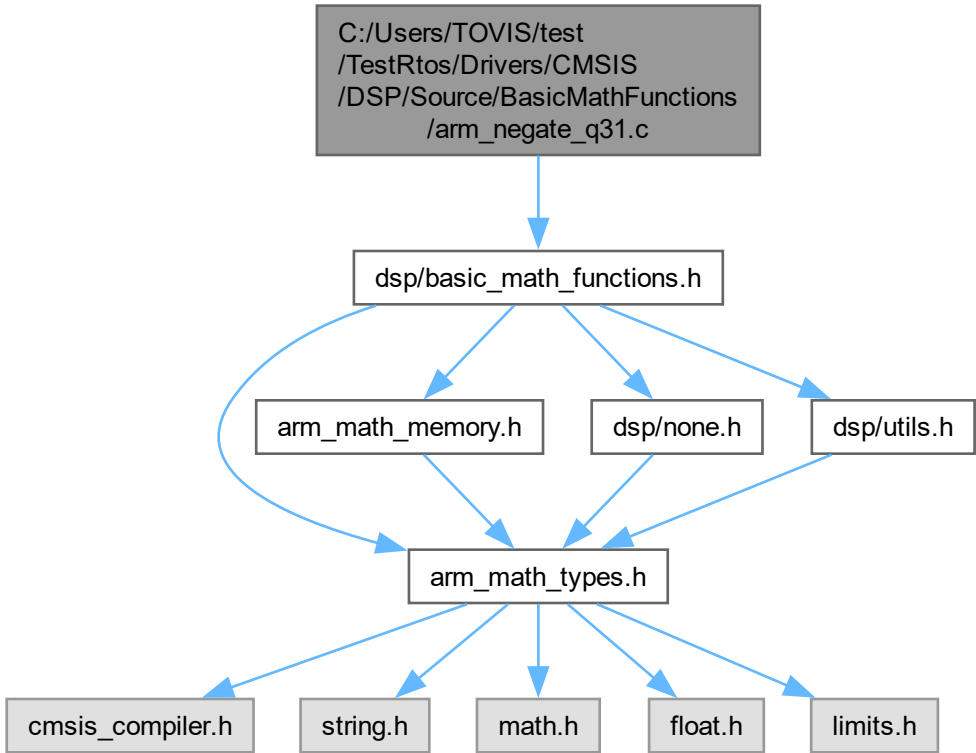 C:/Users/TOVIS/test
/TestRtos/Drivers/CMSIS
/DSP/Source/BasicMathFunctions
/arm_negate_q31.c
dsp/basic_math_functions.h
arm_math_memory.h
dsp/none.h
dsp/utils.h
arm_math_types.h
cmsis_compiler.h
string.h
math.h
float.h
limits.h